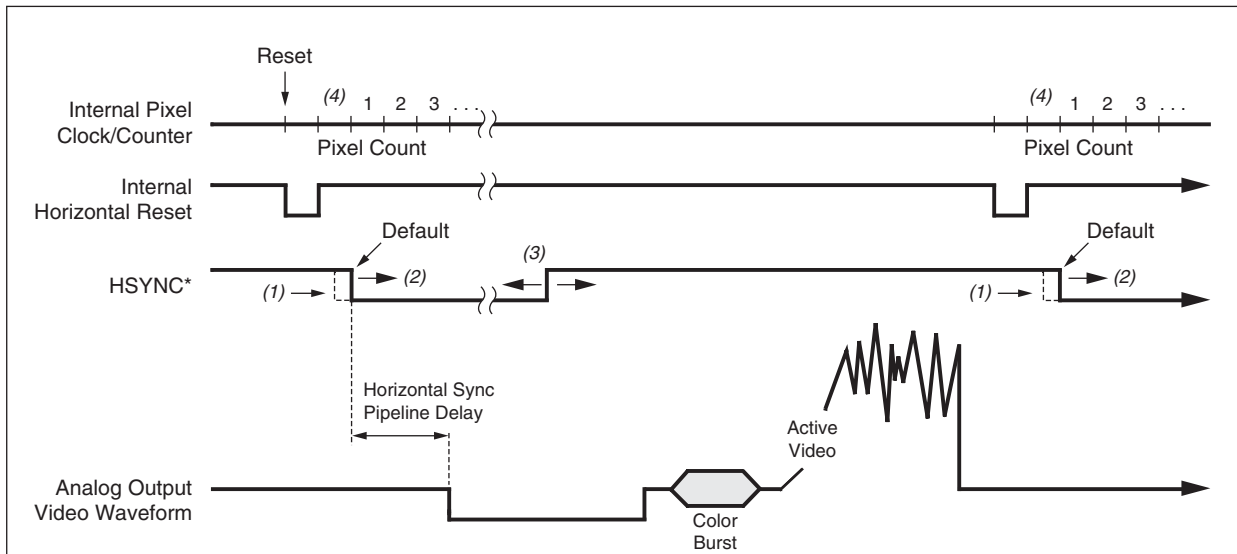 Reset
Internal Pixel
Clock/Counter
(4) 1 2 3 . . .
Pixel Count
(4) 1 2 3 . . .
Pixel Count
Internal
Horizontal Reset
HSYNC*
Default
(1)
(2)
(3)
Default
(1)
(2)
Horizontal Sync
Pipeline Delay
Active
Video
Analog Output
Video Waveform
Color
Burst